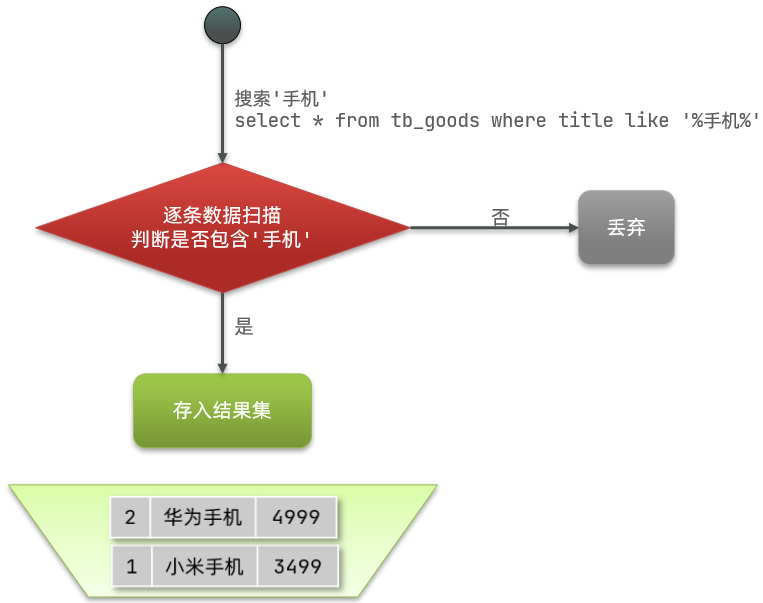 搜索'手机'
select * from tb_goods where title like '%手机%'
逐条数据扫描
判断是否包含'手机'
否
丢弃
是
存入结果集
2 华为手机 4999
1 小米手机 3499